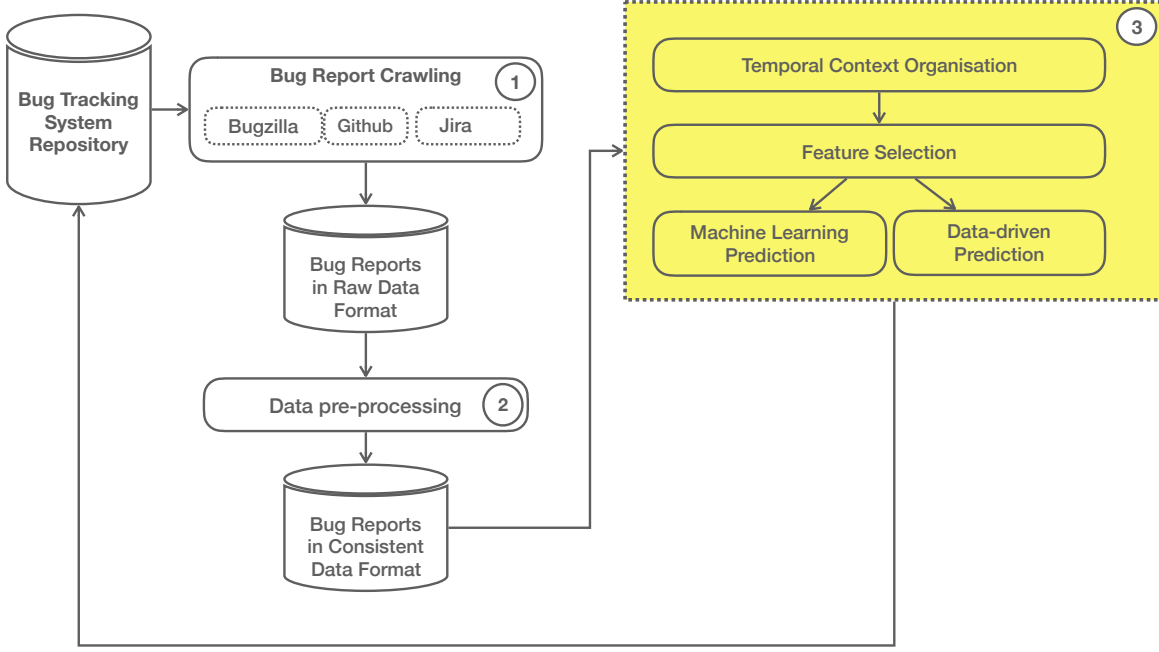 Bug Tracking
System
Repository
Bug Report Crawling
1
Bugzilla
Github
Jira
Bug Reports
in Raw Data
Format
Data pre-processing
2
Bug Reports
in Consistent
Data Format
3
Temporal Context Organisation
Feature Selection
Machine Learning
Prediction
Data-driven
Prediction